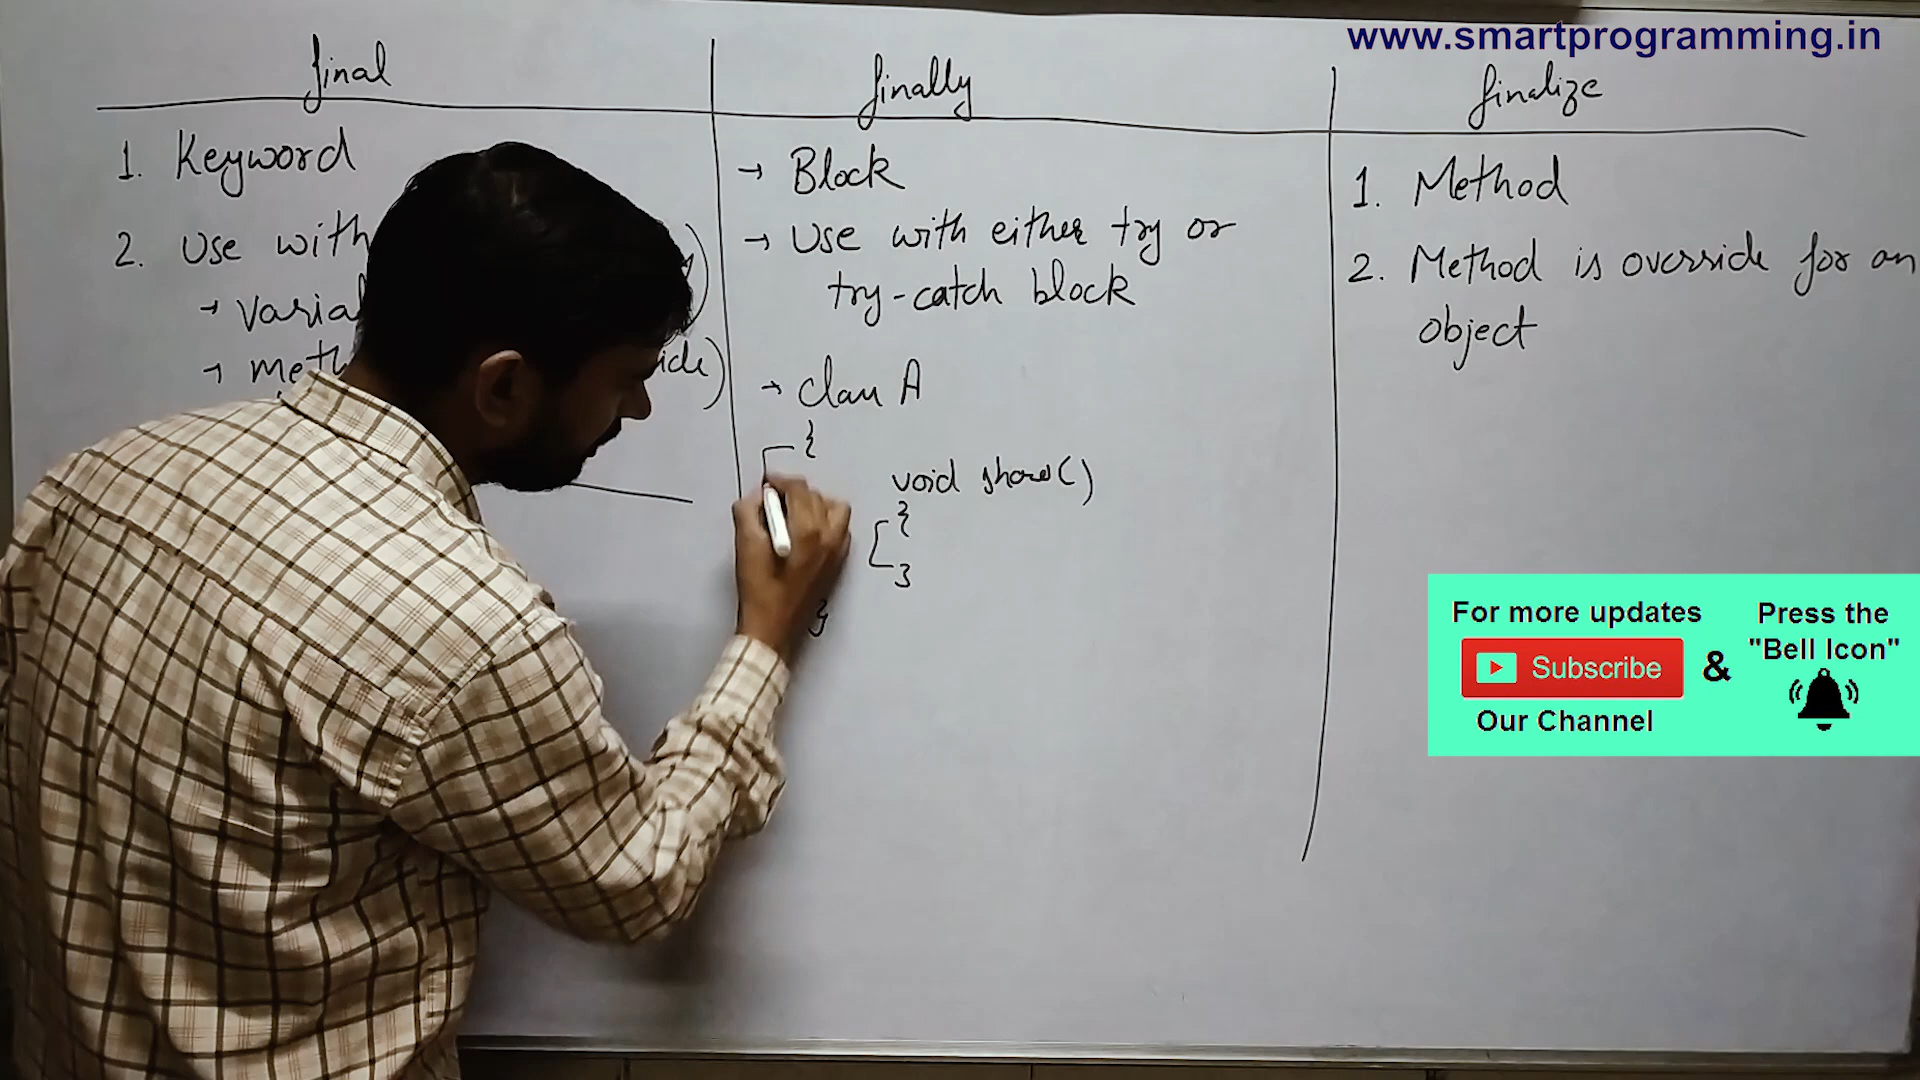 www.smartprogramming.in
final
1. Keyword
2. Use with
→ 
→ 
finally
→ Block
→ Use with either try or
try-catch block
→ Class A
{
void show()
{
}
}
finalize
1. Method
2. Method is override for an
object
For more updates
Subscribe
Our Channel
&
Press the
"Bell Icon"